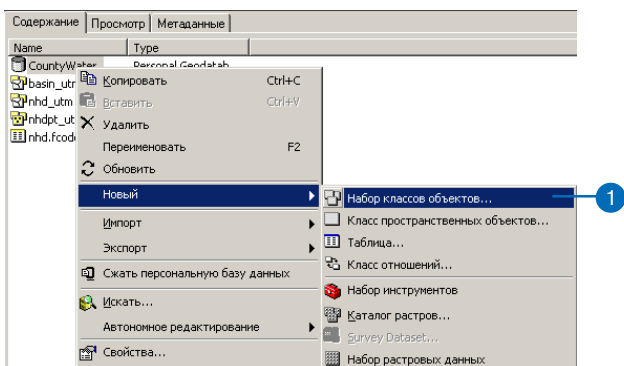 Содержание Просмотр Метаданные
Name Type
CountyWater Personal Geodatab
basin_utm
nhd_utm
nhdpt_ut
nhd.fcode
Копировать Ctrl+C
Вставить Ctrl+V
Удалить
Переименовать F2
Обновить
Новый
Импорт
Экспорт
Сжать персональную базу данных
Искать...
Автономное редактирование
Свойства...
Набор классов объектов...
1
Класс пространственных объектов...
Таблица...
Класс отношений...
Набор инструментов
Каталог растров...
Survey Dataset...
Набор растровых данных